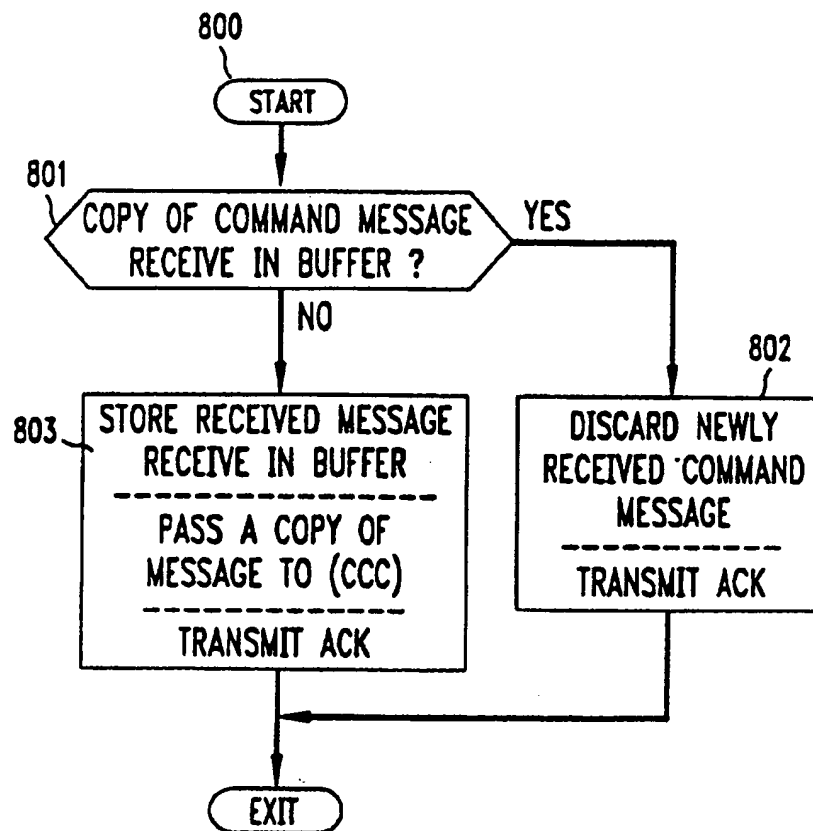 800
START
801
COPY OF COMMAND MESSAGE
RECEIVE IN BUFFER ?
YES
NO
802
803
STORE RECEIVED MESSAGE
RECEIVE IN BUFFER
PASS A COPY OF
MESSAGE TO (CCC)
TRANSMIT ACK
DISCARD NEWLY
RECEIVED COMMAND
MESSAGE
TRANSMIT ACK
EXIT